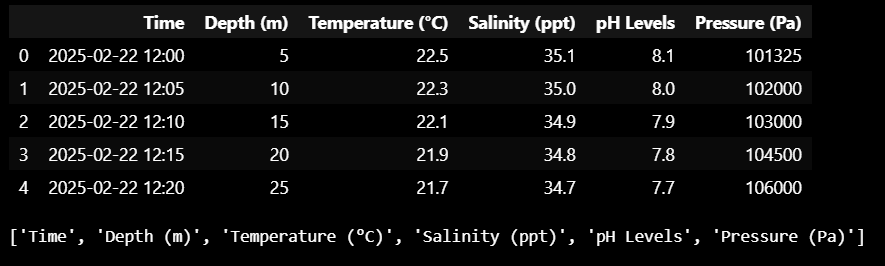 Time Depth (m) Temperature (°C) Salinity (ppt) pH Levels Pressure (Pa)
0 2025-02-22 12:00 5 22.5 35.1 8.1 101325
1 2025-02-22 12:05 10 22.3 35.0 8.0 102000
2 2025-02-22 12:10 15 22.1 34.9 7.9 103000
3 2025-02-22 12:15 20 21.9 34.8 7.8 104500
4 2025-02-22 12:20 25 21.7 34.7 7.7 106000
['Time', 'Depth (m)', 'Temperature (°C)', 'Salinity (ppt)', 'pH Levels', 'Pressure (Pa)']